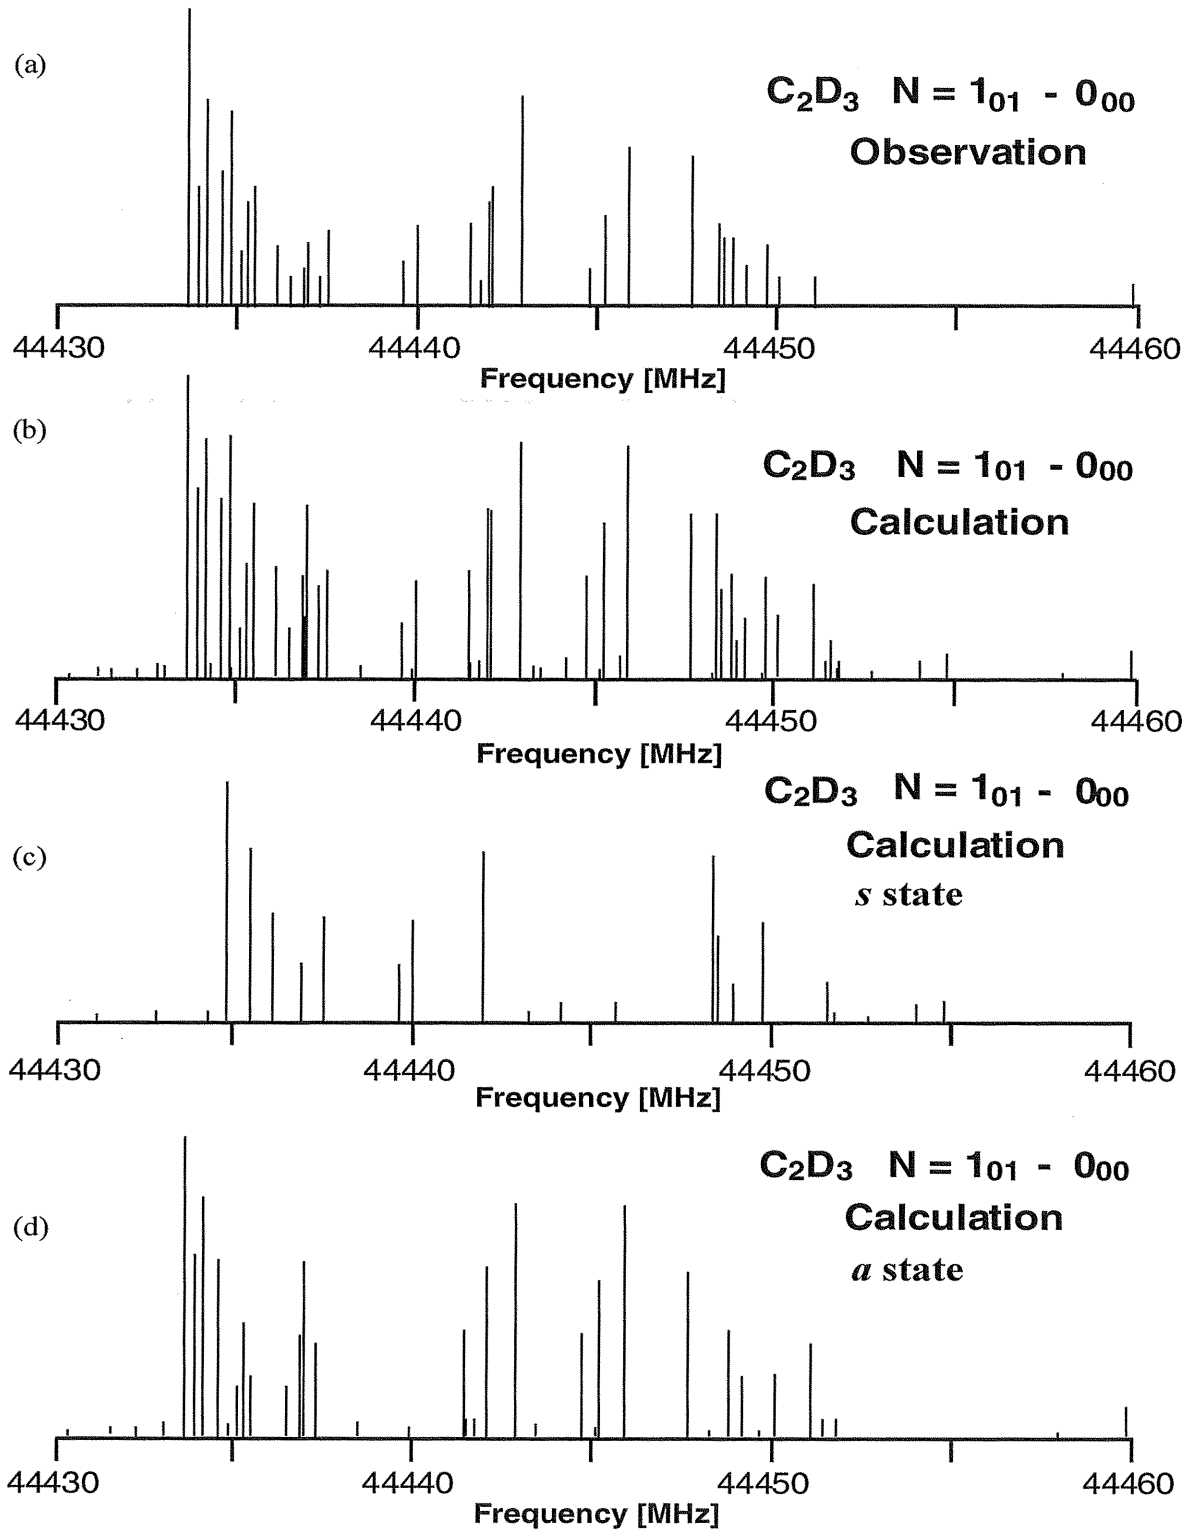 (a)
C₂D₃ N = 1₀₁ - 0₀₀
Observation
44430 44440 44450 44460
Frequency [MHz]
(b)
C₂D₃ N = 1₀₁ - 0₀₀
Calculation
44430 44440 44450 44460
Frequency [MHz]
C₂D₃ N = 1₀₁ - 0₀₀
Calculation
(c)
s state
44430 44440 44450 44460
Frequency [MHz]
C₂D₃ N = 1₀₁ - 0₀₀
Calculation
(d)
a state
44430 44440 44450 44460
Frequency [MHz]